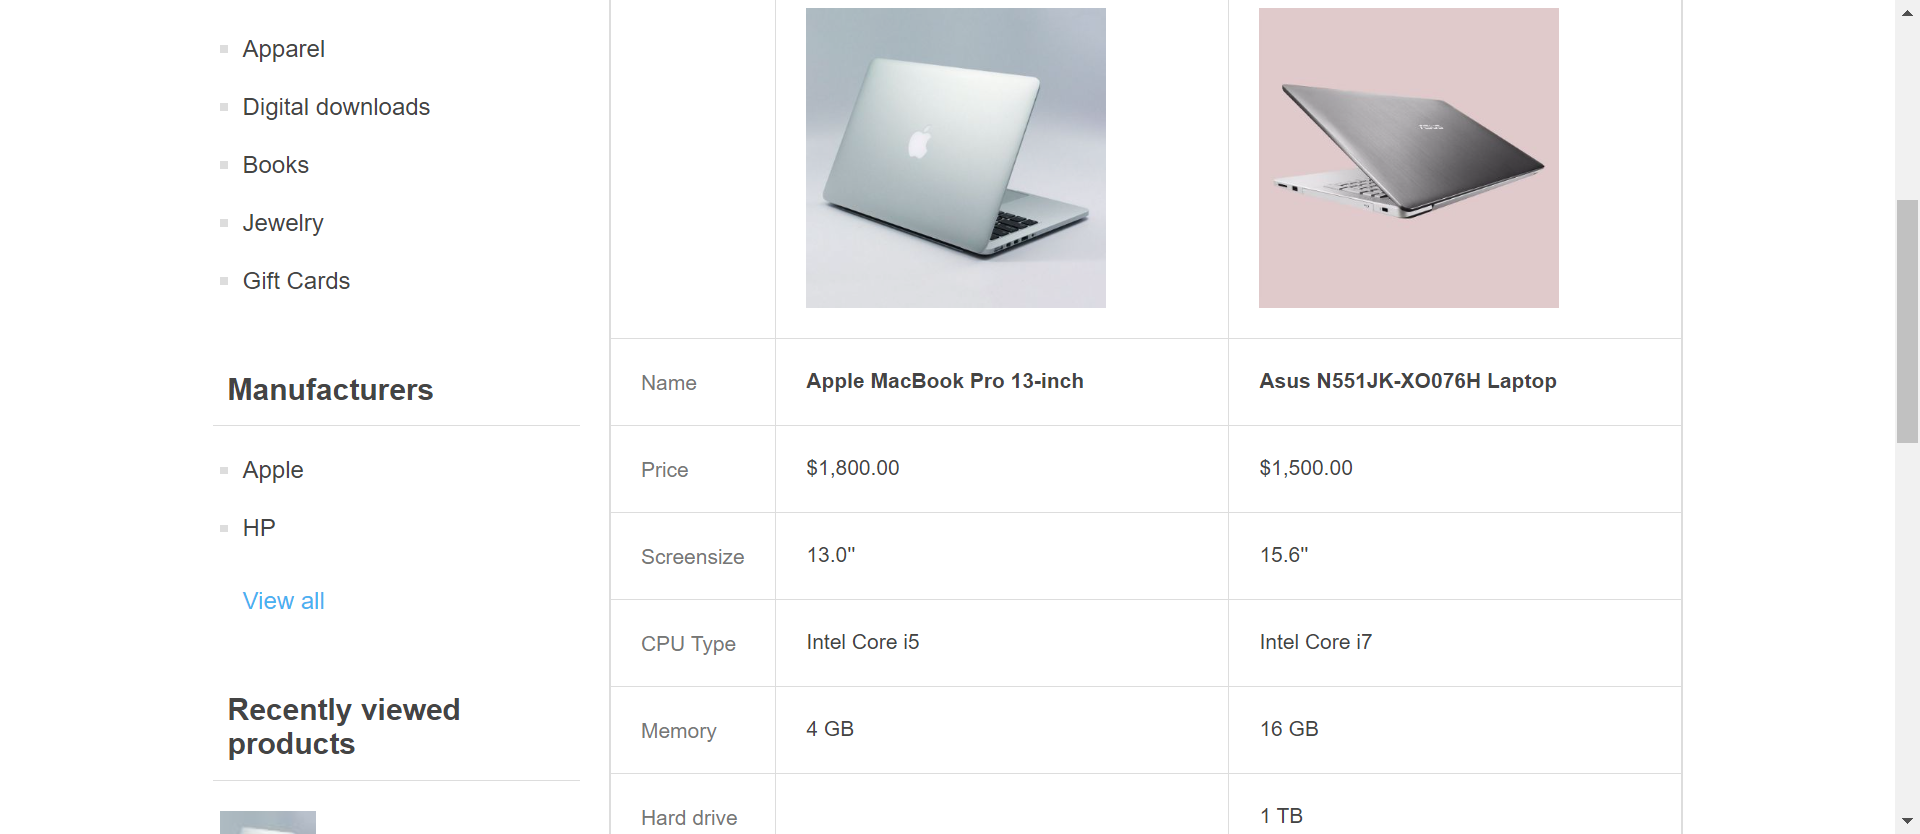 Apparel
Digital downloads
Books
Jewelry
Gift Cards
Manufacturers
Apple
HP
View all
Recently viewed
products
ASUS
Name Apple MacBook Pro 13-inch Asus N551JK-XO076H Laptop
Price $1,800.00 $1,500.00
Screensize 13.0'' 15.6''
CPU Type Intel Core i5 Intel Core i7
Memory 4 GB 16 GB
Hard drive 1 TB